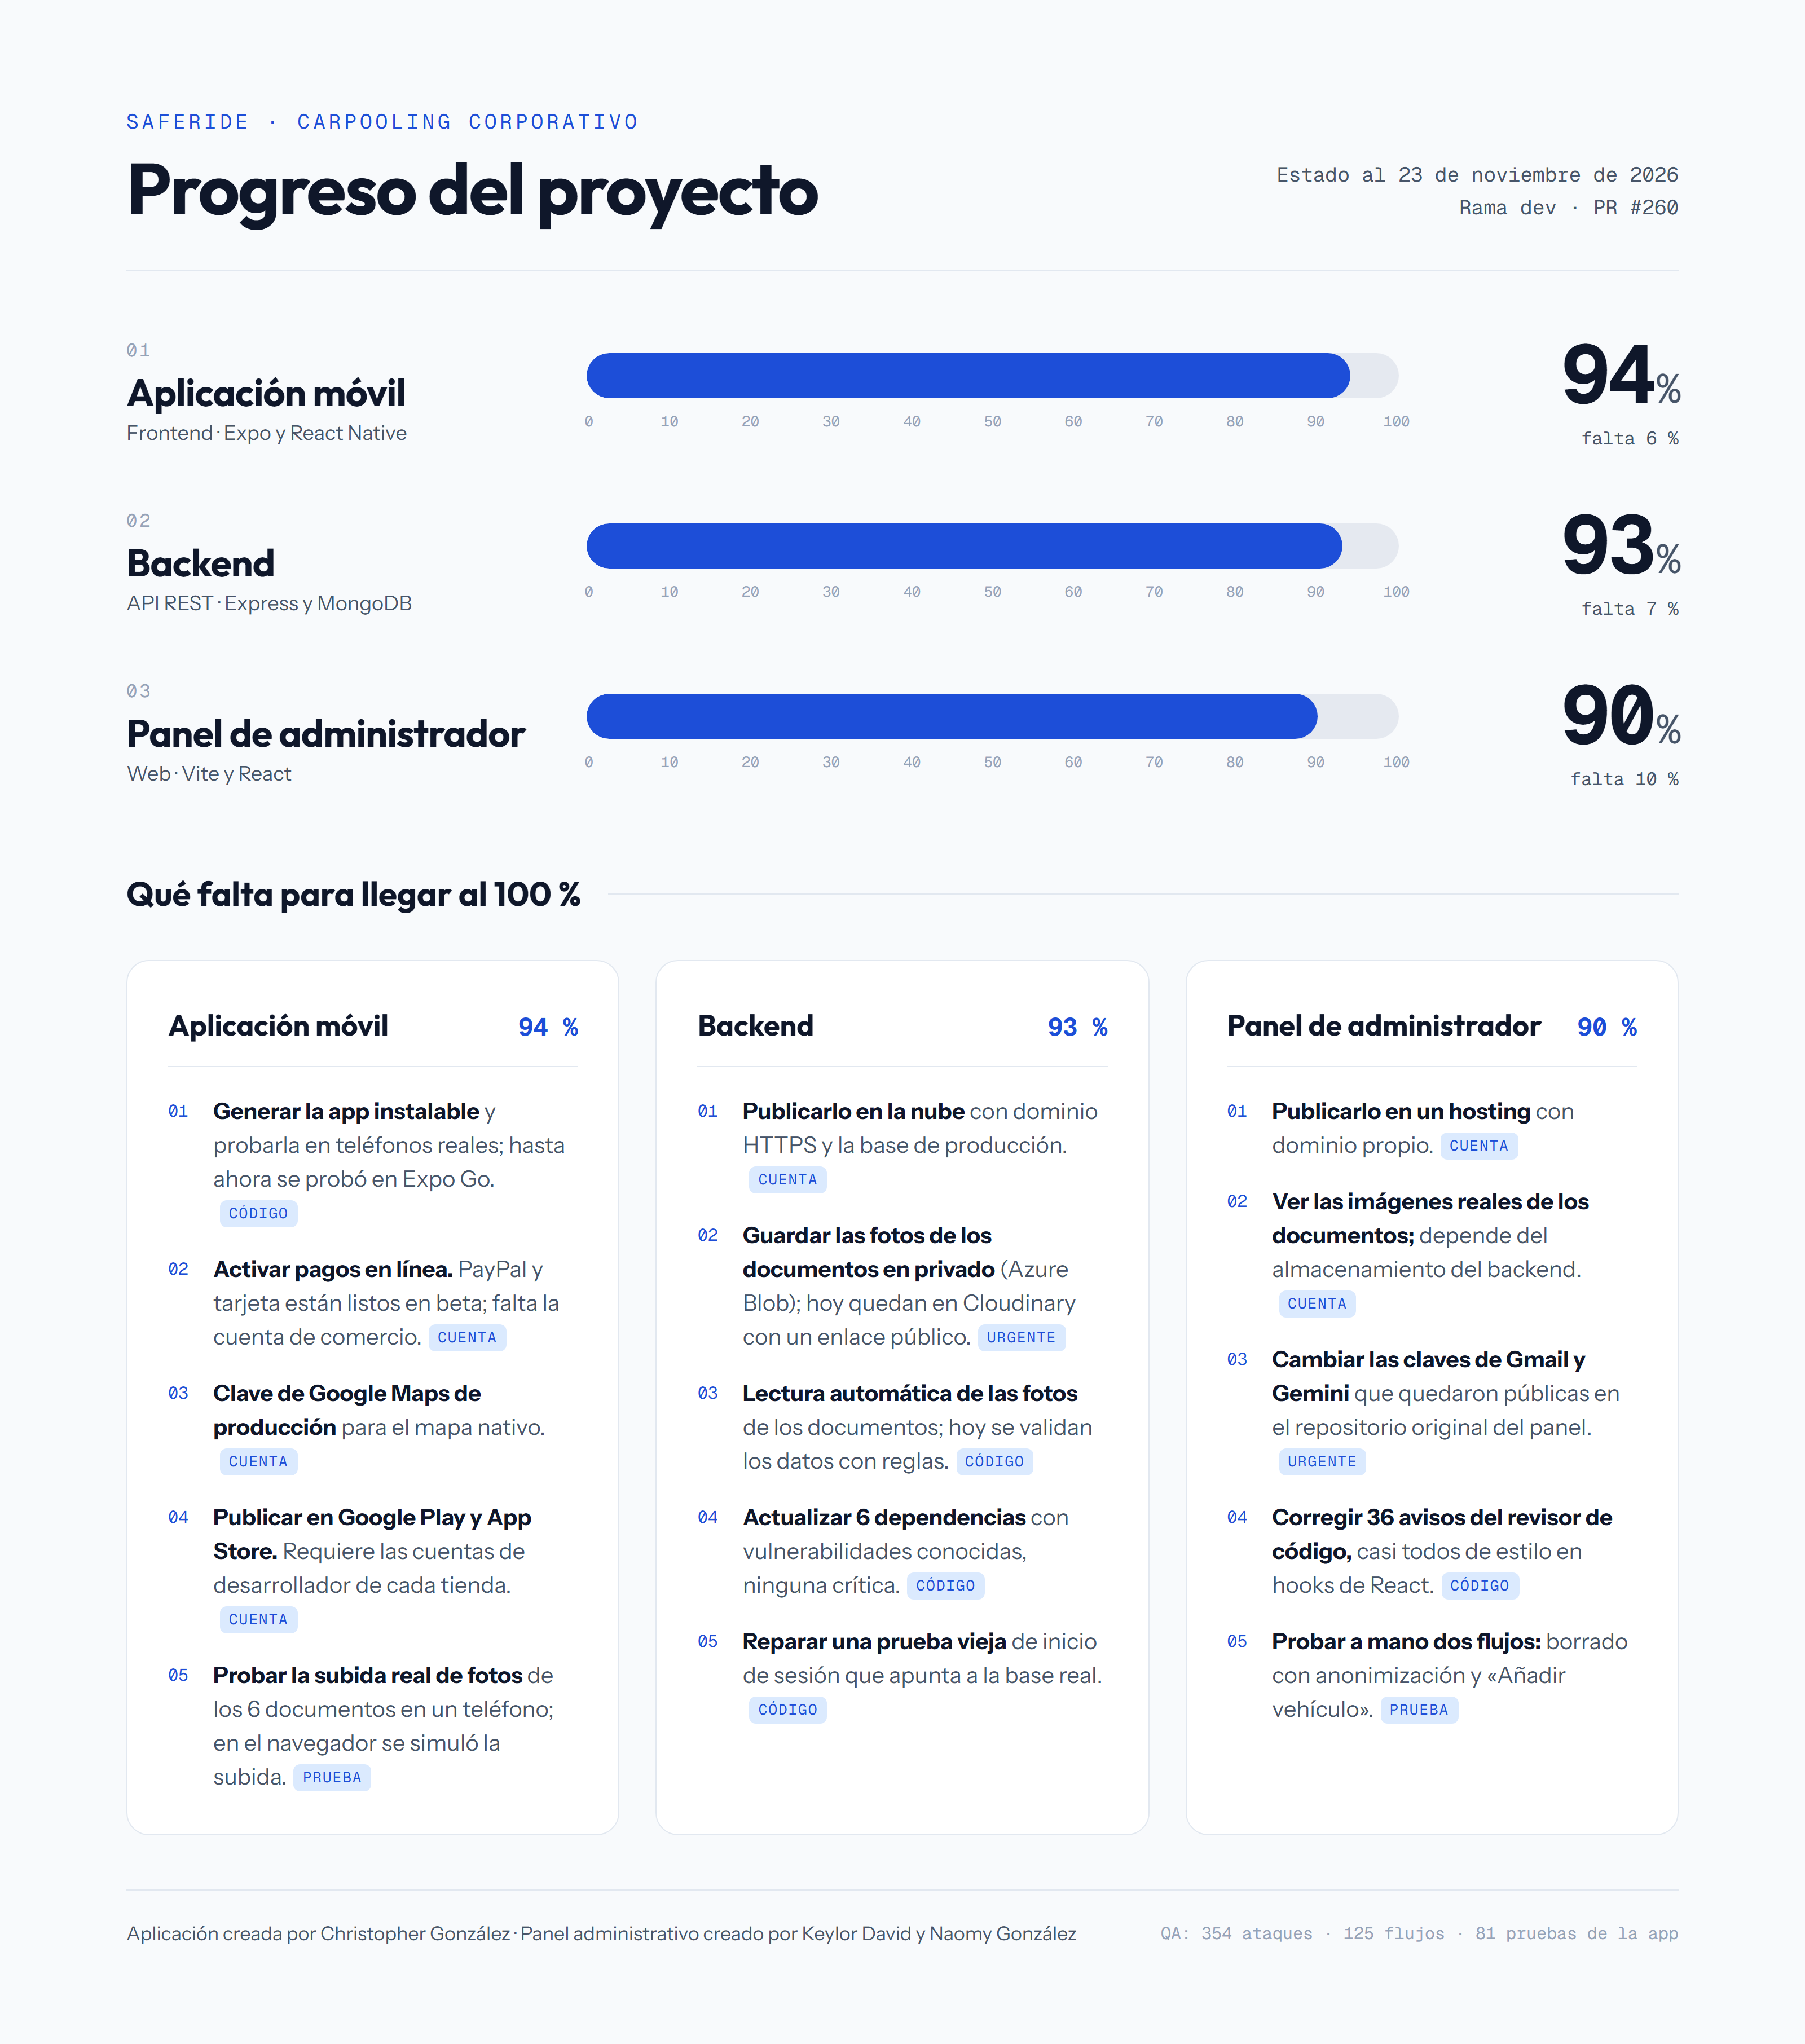 SAFERIDE · CARPOOLING CORPORATIVO
Progreso del proyecto
Estado al 23 de noviembre de 2026
Rama dev · PR #260
01
Aplicación móvil
Frontend · Expo y React Native
0 10 20 30 40 50 60 70 80 90 100
94%
falta 6 %
02
Backend
API REST · Express y MongoDB
0 10 20 30 40 50 60 70 80 90 100
93%
falta 7 %
03
Panel de administrador
Web · Vite y React
0 10 20 30 40 50 60 70 80 90 100
90%
falta 10 %
Qué falta para llegar al 100 %
Aplicación móvil 94 %
01 Generar la app instalable y
probarla en teléfonos reales; hasta
ahora se probó en Expo Go.
CÓDIGO
02 Activar pagos en línea. PayPal y
tarjeta están listos en beta; falta la
cuenta de comercio. CUENTA
03 Clave de Google Maps de
producción para el mapa nativo.
CUENTA
04 Publicar en Google Play y App
Store. Requiere las cuentas de
desarrollador de cada tienda.
CUENTA
05 Probar la subida real de fotos de
los 6 documentos en un teléfono;
en el navegador se simuló la
subida. PRUEBA
Backend 93 %
01 Publicarlo en la nube con dominio
HTTPS y la base de producción.
CUENTA
02 Guardar las fotos de los
documentos en privado (Azure
Blob); hoy quedan en Cloudinary
con un enlace público. URGENTE
03 Lectura automática de las fotos
de los documentos; hoy se validan
los datos con reglas. CÓDIGO
04 Actualizar 6 dependencias con
vulnerabilidades conocidas,
ninguna crítica. CÓDIGO
05 Reparar una prueba vieja de inicio
de sesión que apunta a la base real.
CÓDIGO
Panel de administrador 90 %
01 Publicarlo en un hosting con
dominio propio. CUENTA
02 Ver las imágenes reales de los
documentos; depende del
almacenamiento del backend.
CUENTA
03 Cambiar las claves de Gmail y
Gemini que quedaron públicas en
el repositorio original del panel.
URGENTE
04 Corregir 36 avisos del revisor de
código, casi todos de estilo en
hooks de React. CÓDIGO
05 Probar a mano dos flujos: borrado
con anonimización y «Añadir
vehículo». PRUEBA
Aplicación creada por Christopher González · Panel administrativo creado por Keylor David y Naomy González
QA: 354 ataques · 125 flujos · 81 pruebas de la app